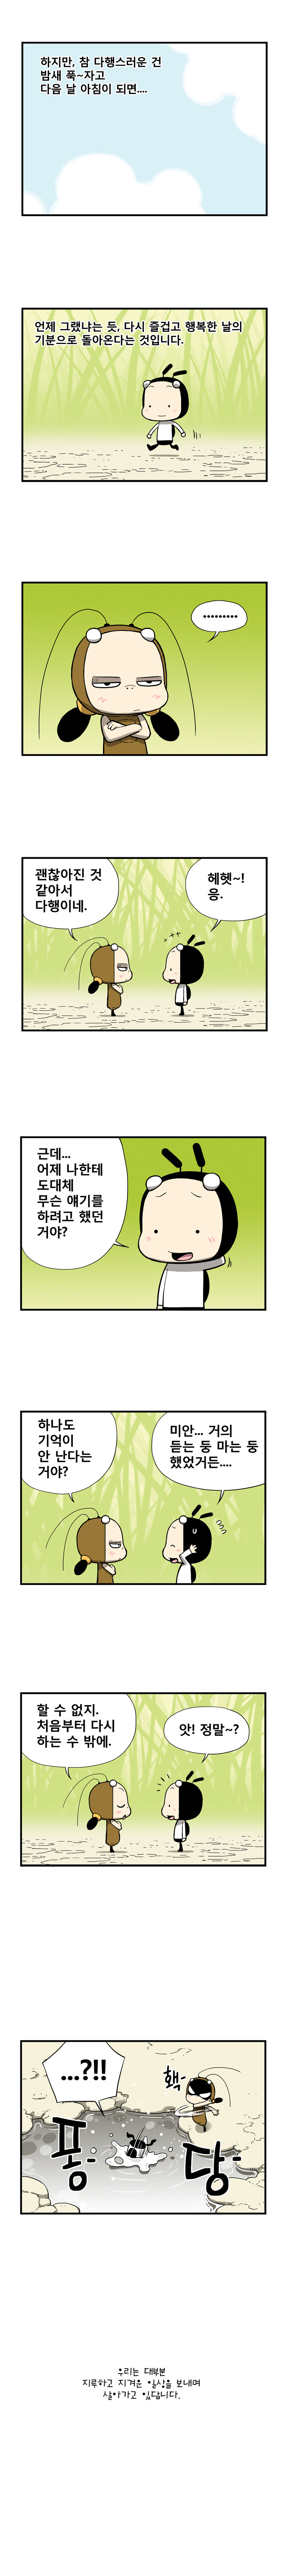 하지만, 참 다행스러운 건
밤새 푹~자고
다음 날 아침이 되면....
언제 그랬냐는 듯, 다시 즐겁고 행복한 날의
기분으로 돌아온다는 것입니다.
.........
괜찮아진 것
같아서
다행이네.
헤헷~!
응.
근데...
어제 나한테
도대체
무슨 얘기를
하려고 했던
거야?
하나도
기억이
안 난다는
거야?
미안... 거의
듣는 둥 마는 둥
했었거든....
할 수 없지.
처음부터 다시
하는 수 밖에.
앗! 정말~?
...?!!
홱-
퐁-
당-
우리는 대부분
지루하고 지겨운 일상을 보내며
살아가고 있답니다.